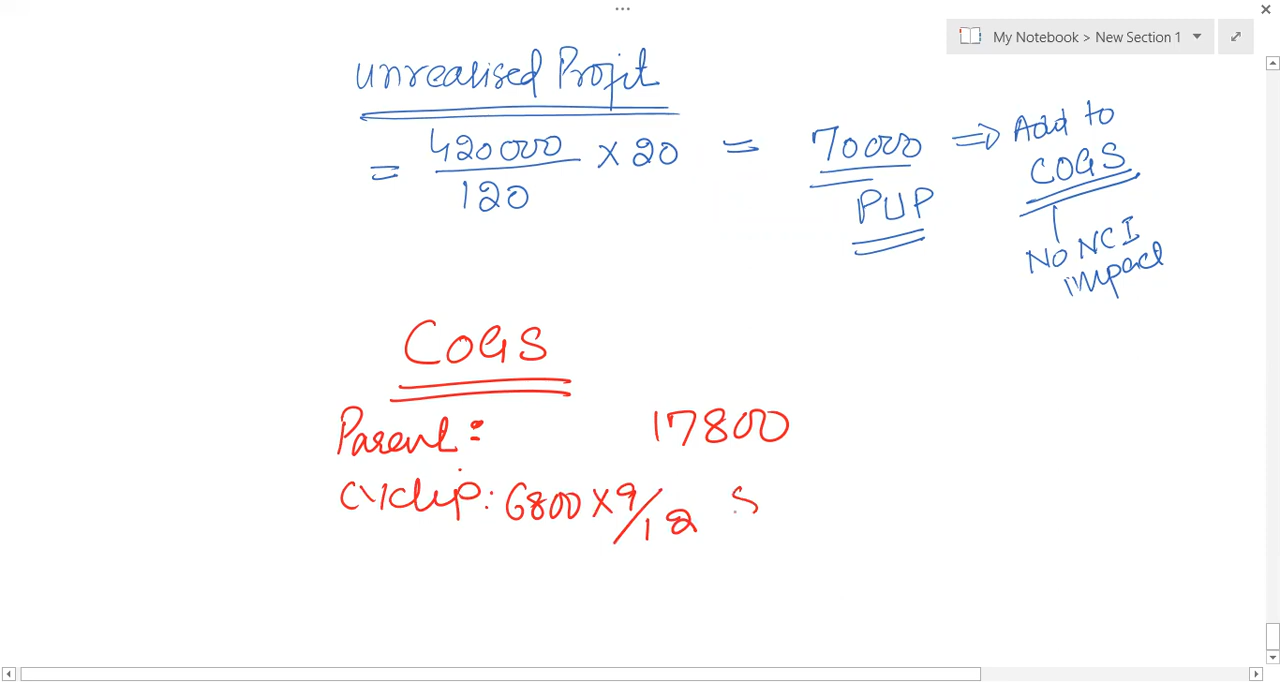 My Notebook > New Section 1
unrealised Profit
= 420000 / 120 × 20 = 70000 ⇒ Add to
COGS
PUP
No NCI
impact
COGS
Parent: 17800
6800 × 9/12 S